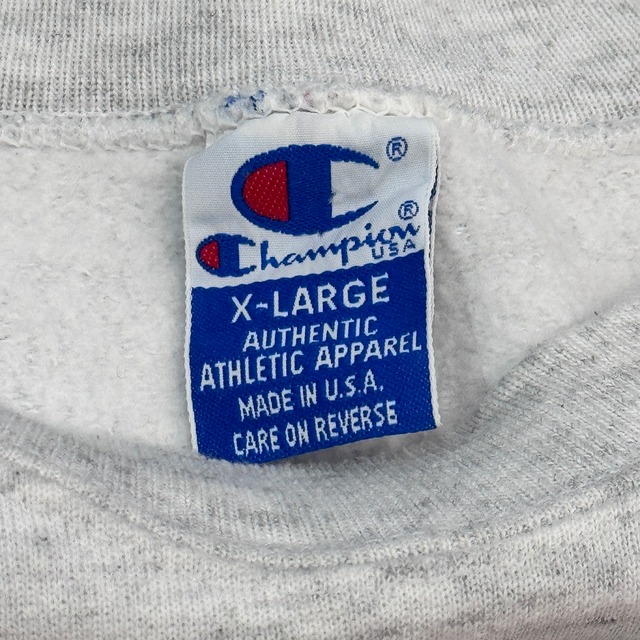 ®
®
Champion
USA
X-LARGE
AUTHENTIC
ATHLETIC APPAREL
MADE IN U.S.A.
CARE ON REVERSE